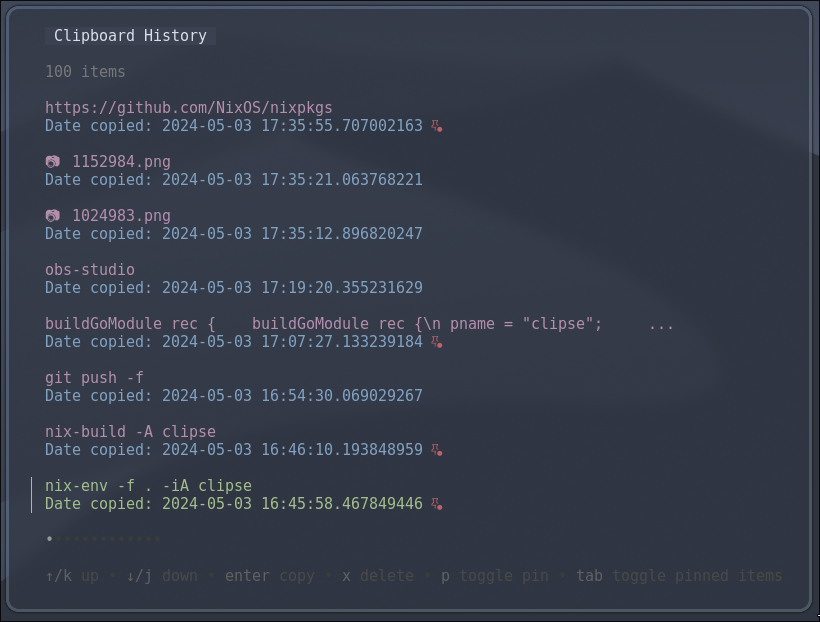 Clipboard History
100 items
https://github.com/NixOS/nixpkgs
Date copied: 2024-05-03 17:35:55.707002163
📷 1152984.png
Date copied: 2024-05-03 17:35:21.063768221
📷 1024983.png
Date copied: 2024-05-03 17:35:12.896820247
obs-studio
Date copied: 2024-05-03 17:19:20.355231629
buildGoModule rec {    buildGoModule rec {\n pname = "clipse";     ...
Date copied: 2024-05-03 17:07:27.133239184
git push -f
Date copied: 2024-05-03 16:54:30.069029267
nix-build -A clipse
Date copied: 2024-05-03 16:46:10.193848959
nix-env -f . -iA clipse
Date copied: 2024-05-03 16:45:58.467849446
↑/k up • ↓/j down • enter copy • x delete • p toggle pin • tab toggle pinned items